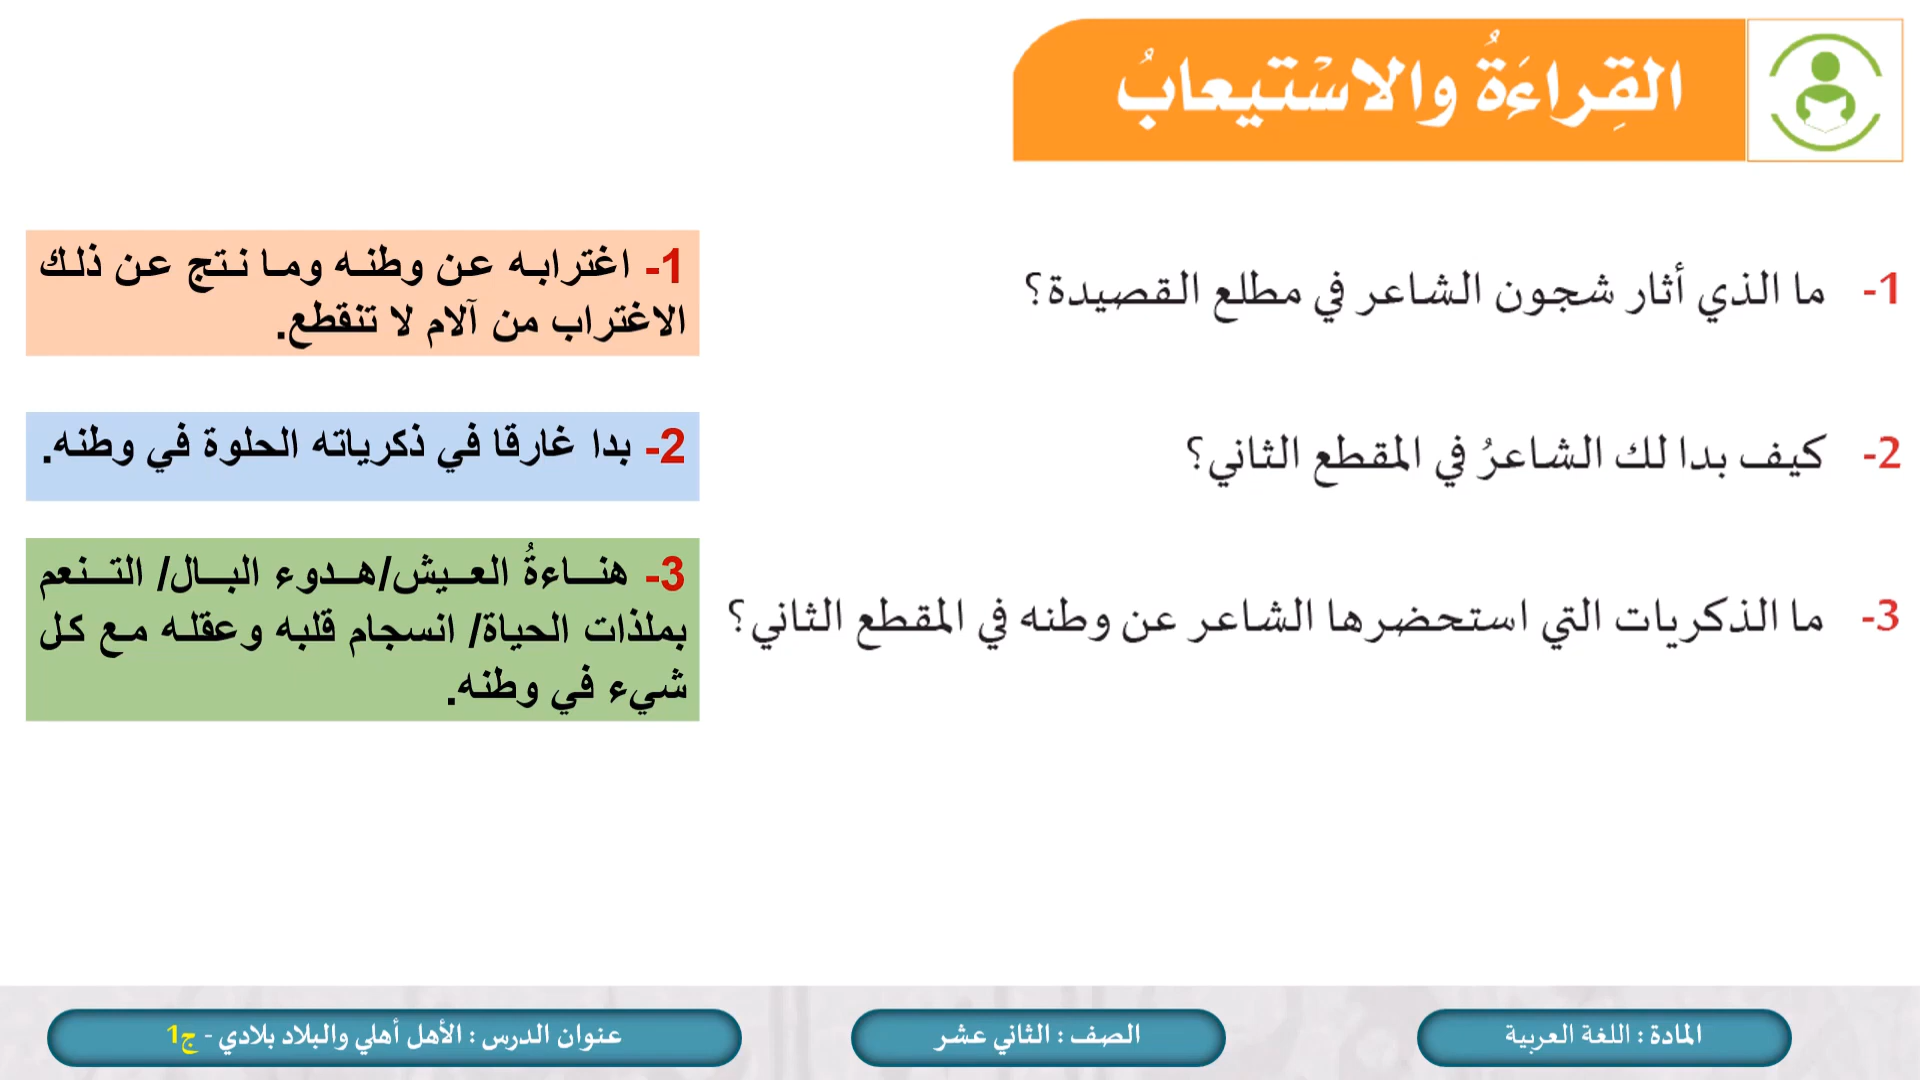 القِراءَةُ والاسْتيعابُ
1- ما الذي أثار شجون الشاعر في مطلع القصيدة؟
1- اغترابه عن وطنه وما نتج عن ذلك
الاغتراب من آلام لا تنقطع.
2- كيف بدا لك الشاعرُ في المقطع الثاني؟
2- بدا غارقا في ذكرياته الحلوة في وطنه.
3- ما الذكريات التي استحضرها الشاعر عن وطنه في المقطع الثاني؟
3- هناءةُ العيش/هدوء البال/ التنعم
بملذات الحياة/ انسجام قلبه وعقله مع كل
شيء في وطنه.
المادة : اللغة العربية
الصف : الثاني عشر
عنوان الدرس : الأهل أهلي والبلاد بلادي - ج1